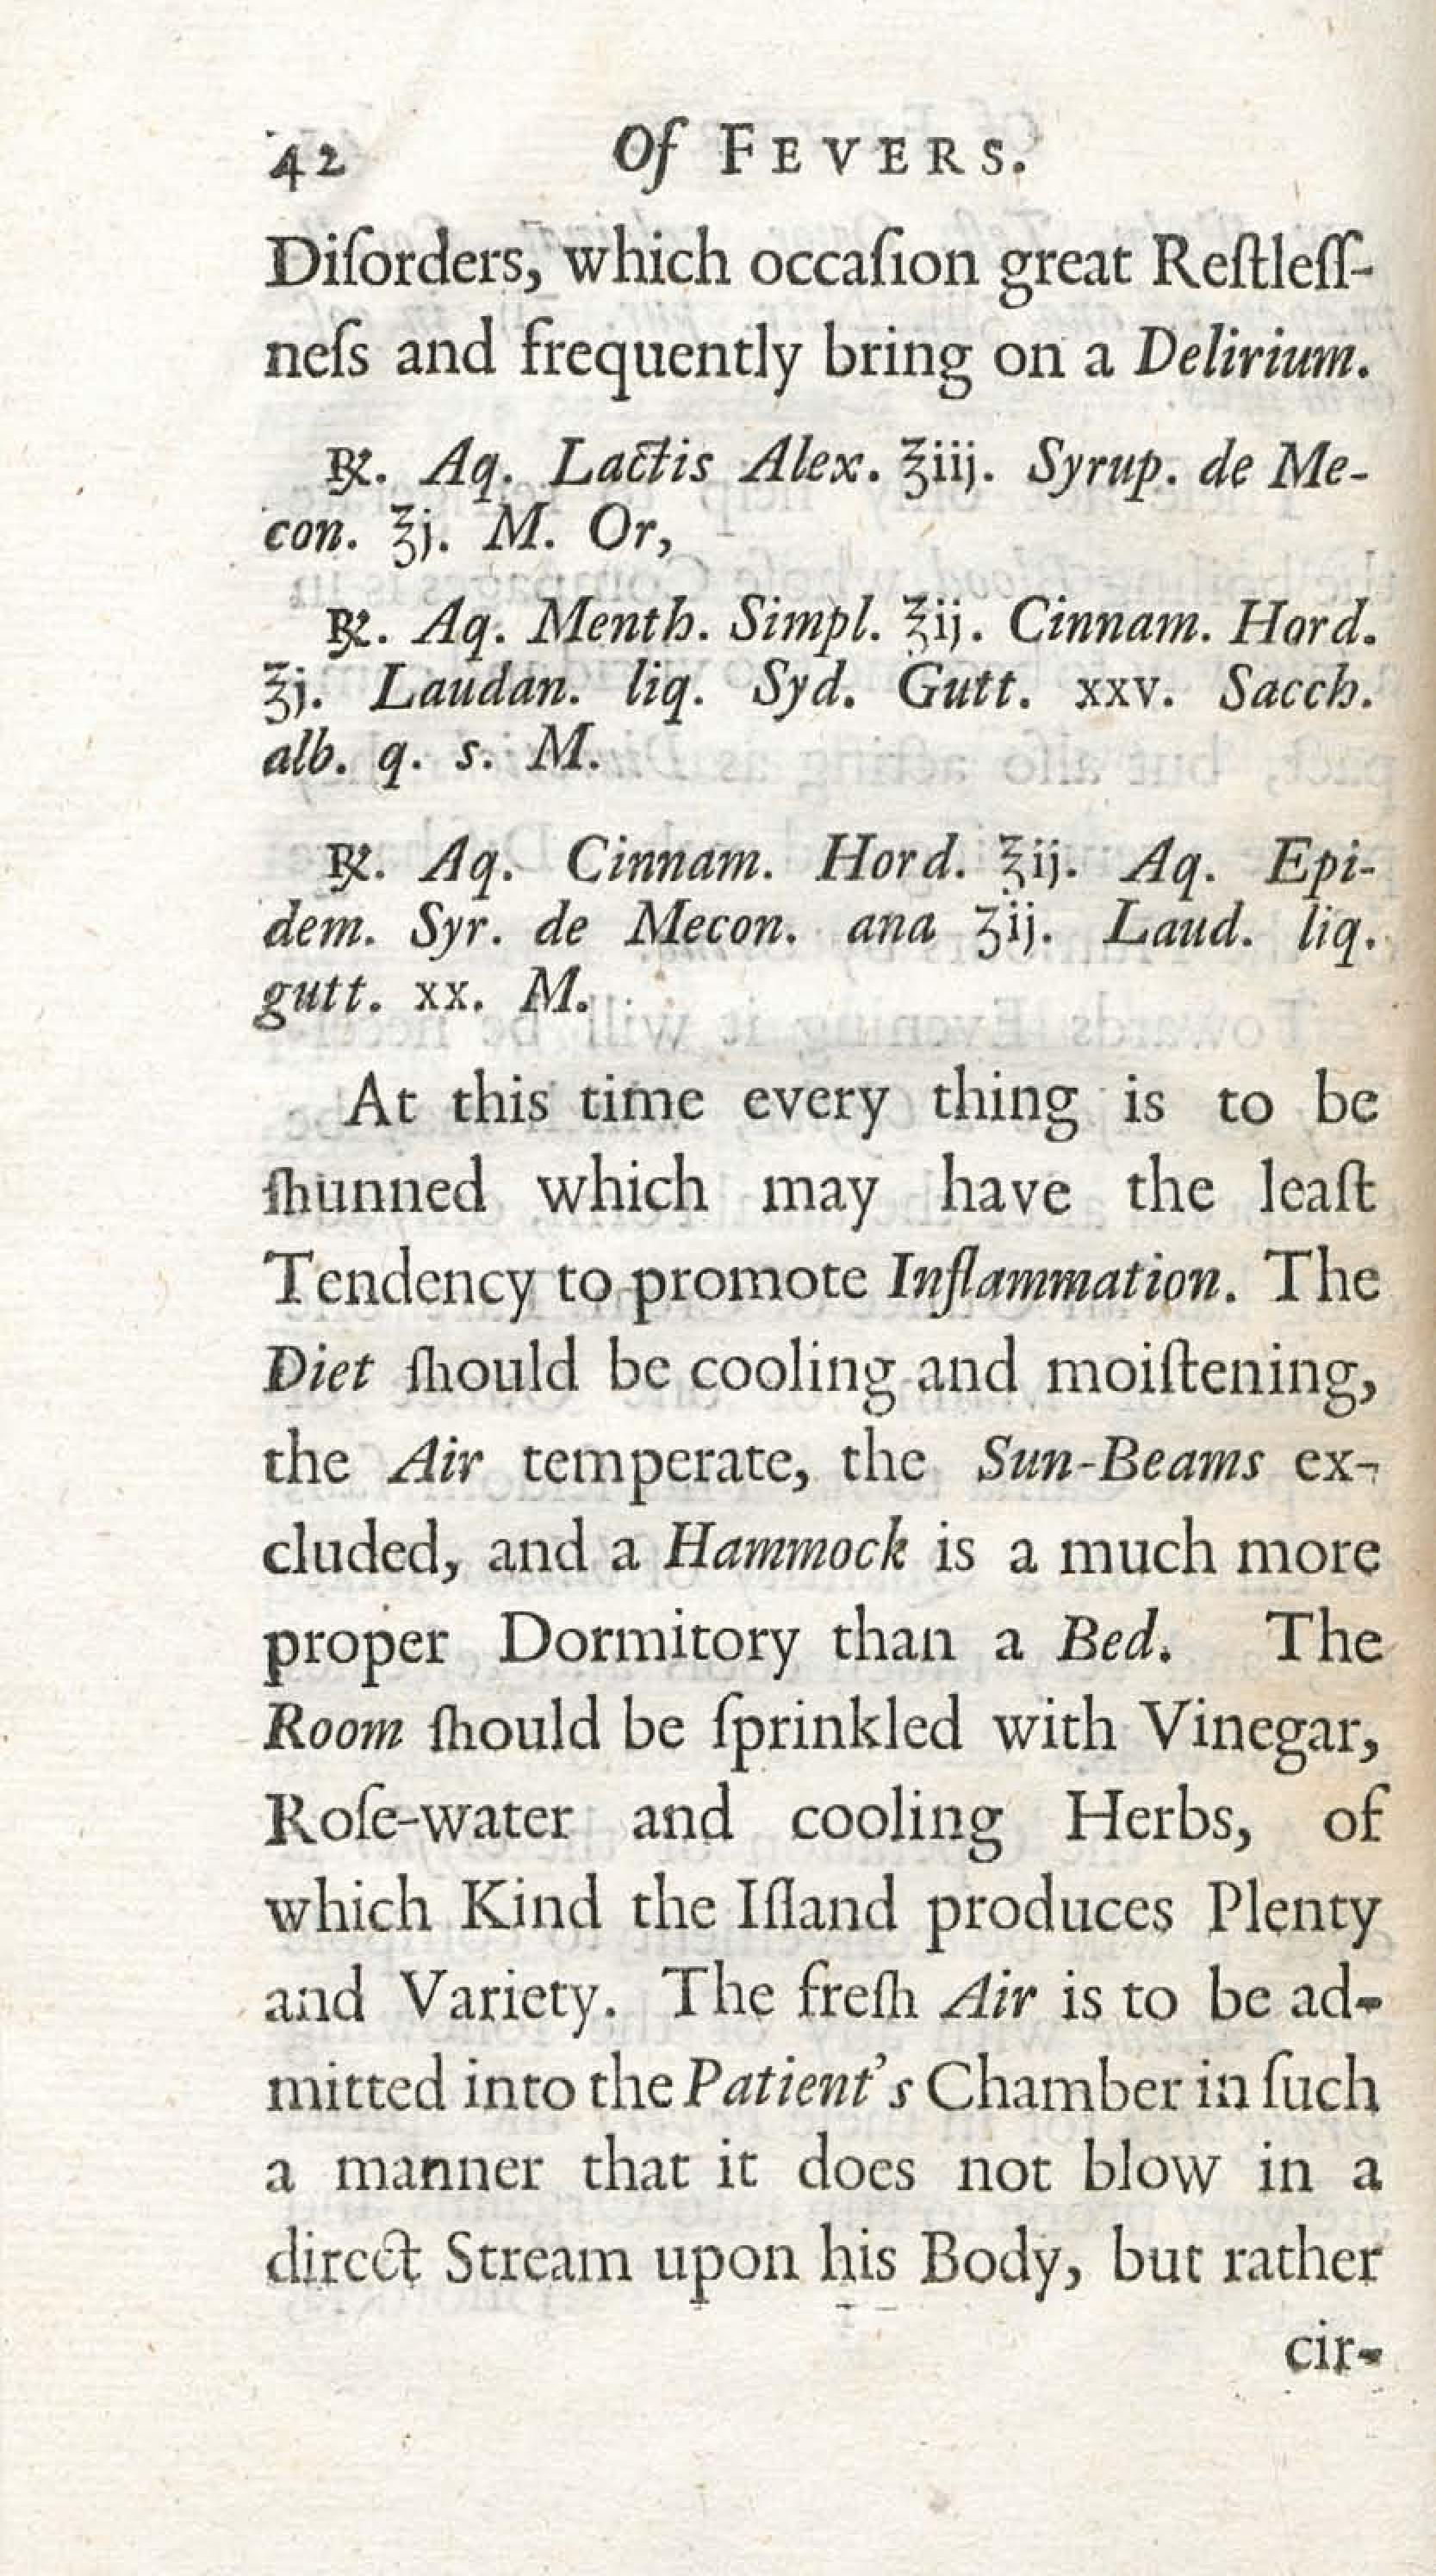 42 Of FEVERS.
Diſorders, which occaſion great Reſtleſſ-
neſs and frequently bring on a Delirium.
℞. Aq. Lactis Alex. ℥iij. Syrup. de Me-
con. ℥j. M. Or,
℞. Aq. Menth. Simpl. ℥ij. Cinnam. Hord.
℥j. Laudan. liq. Syd. Gutt. xxv. Sacch.
alb. q. s. M.
℞. Aq. Cinnam. Hord. ℥ij. Aq. Epi-
dem. Syr. de Mecon. ana ʒij. Laud. liq.
gutt. xx. M.
At this time every thing is to be
ſhunned which may have the leaſt
Tendency to promote Inflammation. The
Diet ſhould be cooling and moiſtening,
the Air temperate, the Sun-Beams ex-
cluded, and a Hammock is a much more
proper Dormitory than a Bed. The
Room ſhould be ſprinkled with Vinegar,
Roſe-water and cooling Herbs, of
which Kind the Iſland produces Plenty
and Variety. The freſh Air is to be ad-
mitted into the Patient's Chamber in ſuch
a manner that it does not blow in a
direct Stream upon his Body, but rather
cir-